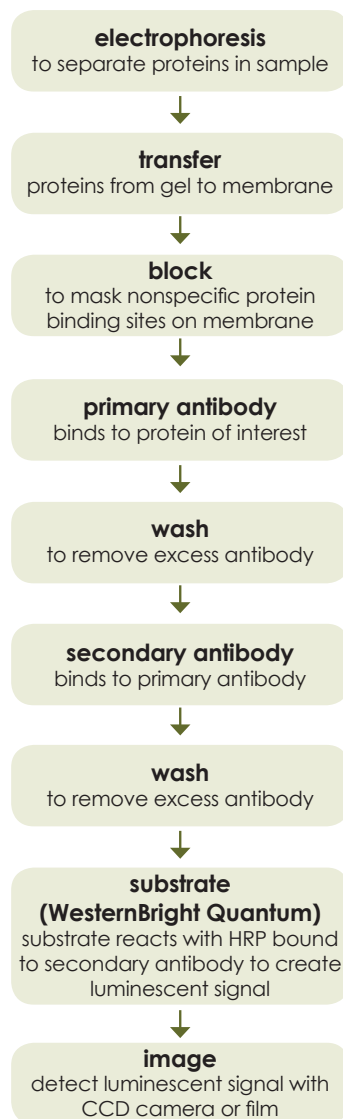 electrophoresis
to separate proteins in sample
transfer
proteins from gel to membrane
block
to mask nonspecific protein
binding sites on membrane
primary antibody
binds to protein of interest
wash
to remove excess antibody
secondary antibody
binds to primary antibody
wash
to remove excess antibody
substrate
(WesternBright Quantum)
substrate reacts with HRP bound
to secondary antibody to create
luminescent signal
image
detect luminescent signal with
CCD camera or film